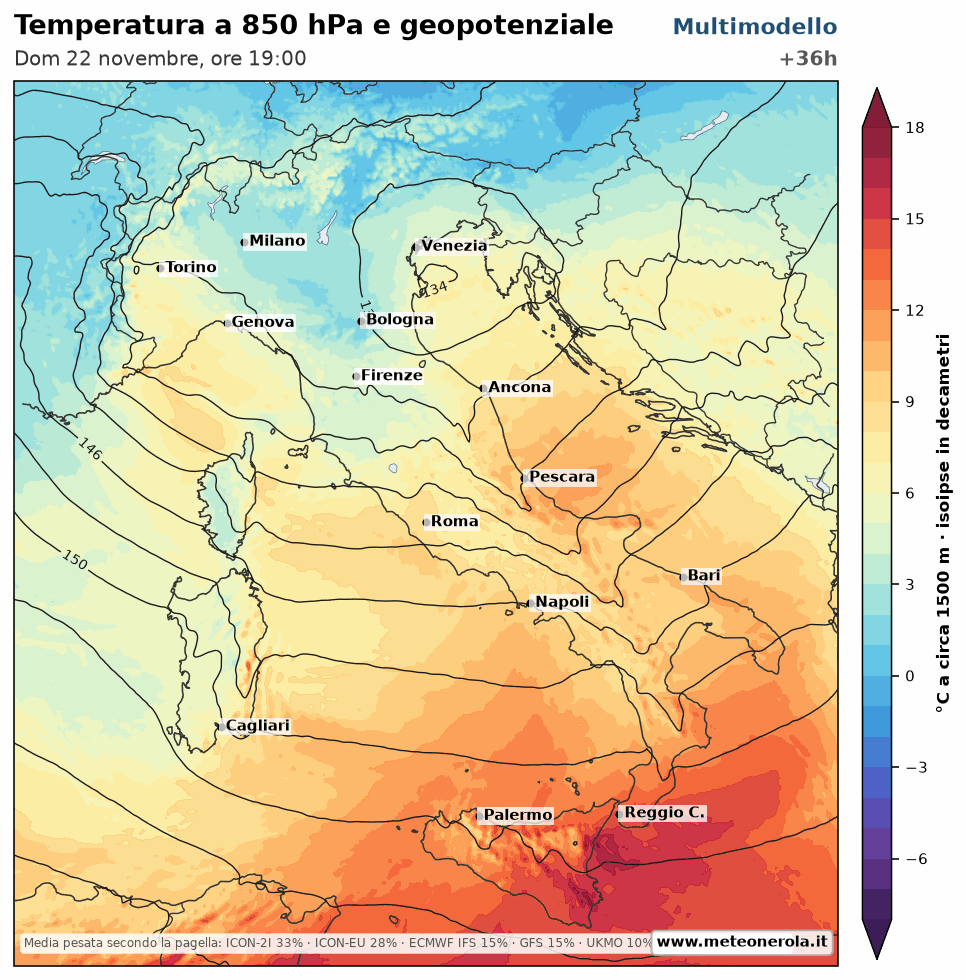 Temperatura a 850 hPa e geopotenziale
Multimodello
Dom 22 novembre, ore 19:00
+36h
Milano
Venezia
Torino
134
Genova
Bologna
Firenze
Ancona
146
Pescara
Roma
150
Bari
Napoli
Cagliari
Palermo
Reggio C.
18
15
12
9
6
3
0
−3
−6
°C a circa 1500 m · isoipse in decametri
Media pesata secondo la pagella: ICON-2I 33% · ICON-EU 28% · ECMWF IFS 15% · GFS 15% · UKMO 10%
www.meteonerola.it